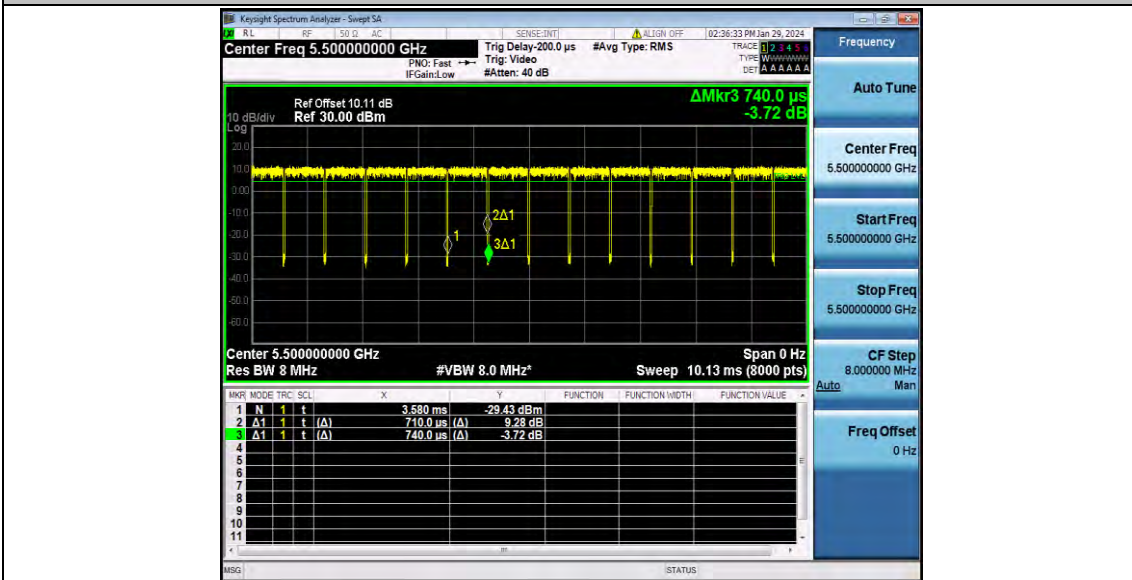 Keysight Spectrum Analyzer - Swept SA
RL RF 50 Ω AC SENSE:INT ALIGN OFF 02:36:33 PM Jan 29, 2024
Center Freq 5.500000000 GHz Trig Delay-200.0 µs #Avg Type: RMS TRACE 1 2 3 4 5 6
PNO: Fast Trig: Video TYPE WWWWWW
IFGain:Low #Atten: 40 dB DET A A A A A A
Frequency
Auto Tune
Center Freq
5.500000000 GHz
Start Freq
5.500000000 GHz
Stop Freq
5.500000000 GHz
CF Step
8.000000 MHz
Auto Man
Freq Offset
0 Hz
ΔMkr3 740.0 µs
-3.72 dB
Ref Offset 10.11 dB
10 dB/div Ref 30.00 dBm
Log
20.0
10.0
0.00
-10.0
-20.0
-30.0
-40.0
-50.0
-60.0
1
2Δ1
3Δ1
Center 5.500000000 GHz Span 0 Hz
Res BW 8 MHz #VBW 8.0 MHz* Sweep 10.13 ms (8000 pts)
MKR MODE TRC SCL X Y FUNCTION FUNCTION WIDTH FUNCTION VALUE
1 N 1 t 3.580 ms -29.43 dBm
2 Δ1 1 t (Δ) 710.0 µs (Δ) 9.28 dB
3 Δ1 1 t (Δ) 740.0 µs (Δ) -3.72 dB
4
5
6
7
8
9
10
11
MSG STATUS